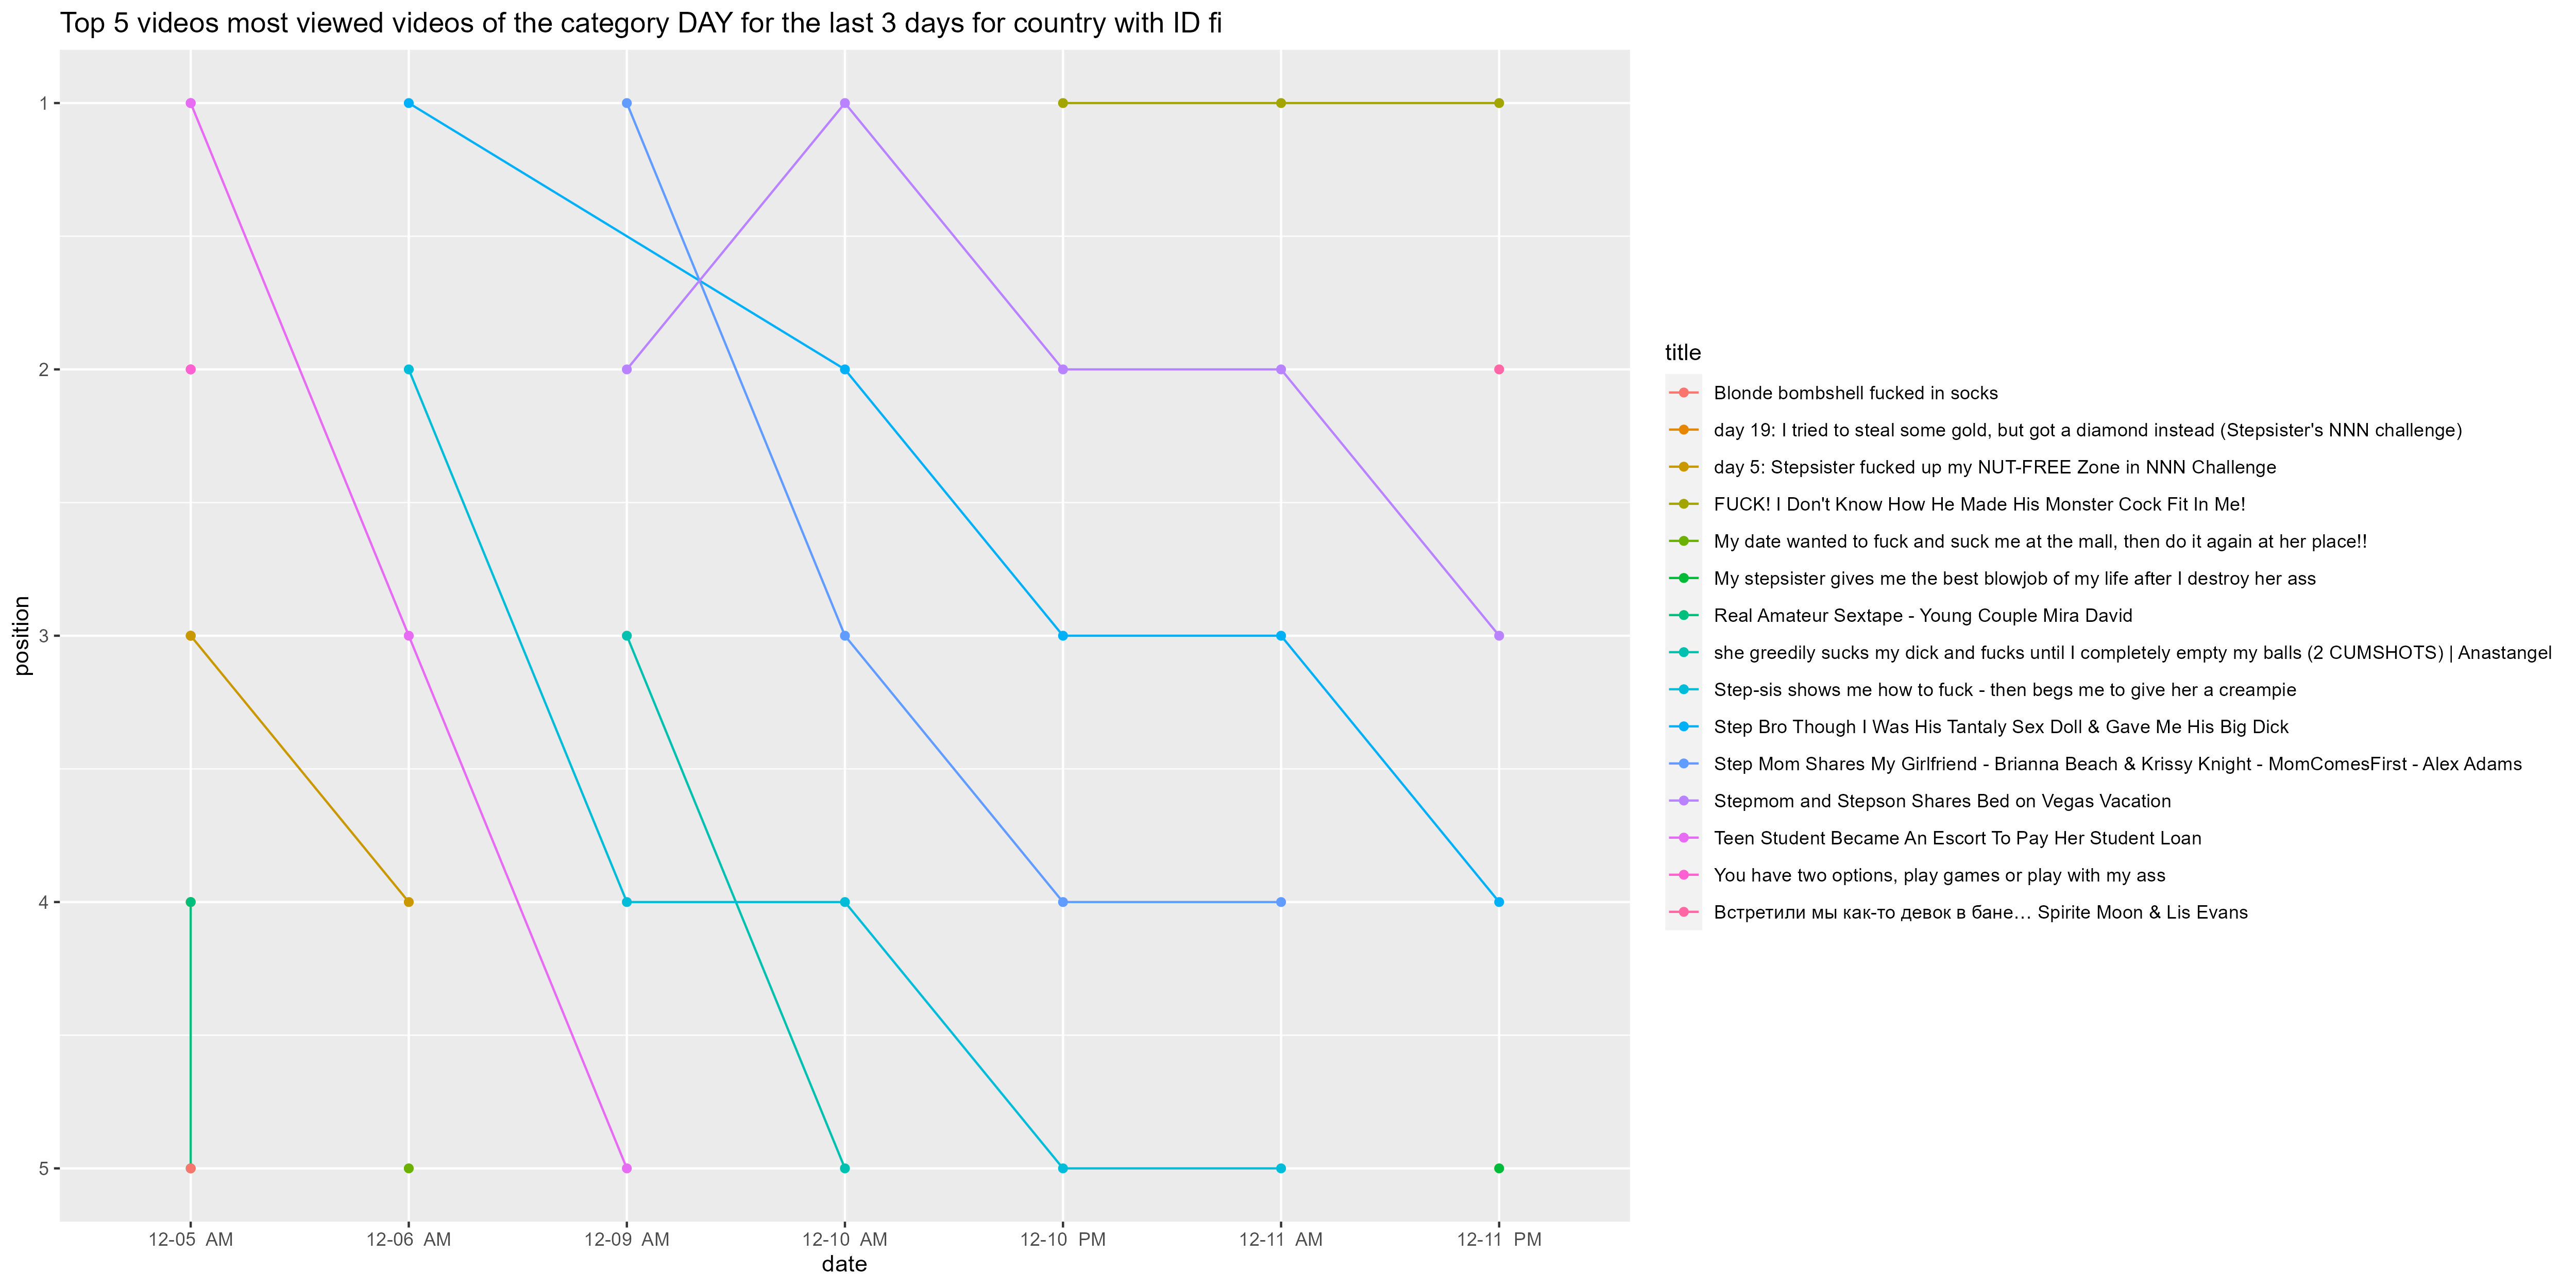 Top 5 videos most viewed videos of the category DAY for the last 3 days for country with ID fi
position
1
2
3
4
5
12-05 AM
12-06 AM
12-09 AM
12-10 AM
12-10 PM
12-11 AM
12-11 PM
date
title
Blonde bombshell fucked in socks
day 19: I tried to steal some gold, but got a diamond instead (Stepsister's NNN challenge)
day 5: Stepsister fucked up my NUT-FREE Zone in NNN Challenge
FUCK! I Don't Know How He Made His Monster Cock Fit In Me!
My date wanted to fuck and suck me at the mall, then do it again at her place!!
My stepsister gives me the best blowjob of my life after I destroy her ass
Real Amateur Sextape - Young Couple Mira David
she greedily sucks my dick and fucks until I completely empty my balls (2 CUMSHOTS) | Anastangel
Step-sis shows me how to fuck - then begs me to give her a creampie
Step Bro Though I Was His Tantaly Sex Doll & Gave Me His Big Dick
Step Mom Shares My Girlfriend - Brianna Beach & Krissy Knight - MomComesFirst - Alex Adams
Stepmom and Stepson Shares Bed on Vegas Vacation
Teen Student Became An Escort To Pay Her Student Loan
You have two options, play games or play with my ass
Встретили мы как-то девок в бане… Spirite Moon & Lis Evans